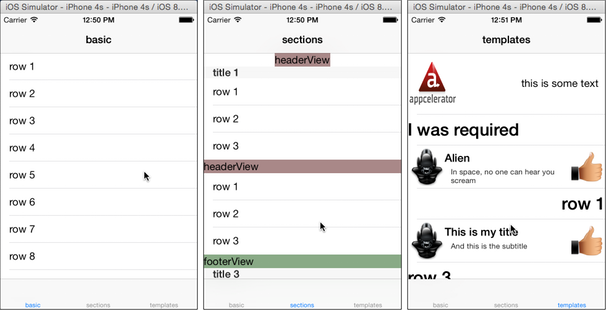 iOS Simulator - iPhone 4s - iPhone 4s / iOS 8....
Carrier 12:50 PM
basic
row 1
row 2
row 3
row 4
row 5
row 6
row 7
row 8
basic sections templates
iOS Simulator - iPhone 4s - iPhone 4s / iOS 8....
Carrier 12:50 PM
sections
headerView
title 1
row 1
row 2
row 3
headerView
row 1
row 2
row 3
footerView
title 3
basic sections templates
iOS Simulator - iPhone 4s - iPhone 4s / iOS 8....
Carrier 12:51 PM
templates
a
appcelerator
this is some text
I was required
Alien
In space, no one can hear you
scream
row 1
This is my title
And this is the subtitle
row 3
basic sections templates